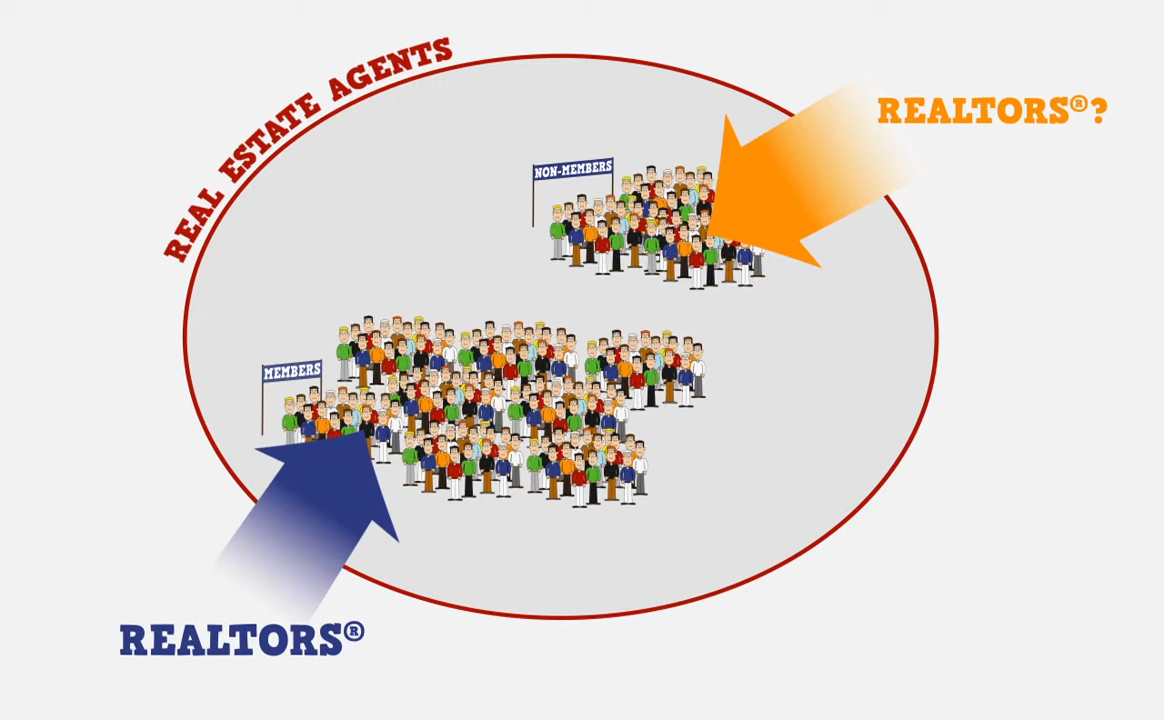 REAL ESTATE AGENTS
REALTORS®?
NON-MEMBERS
MEMBERS
REALTORS®